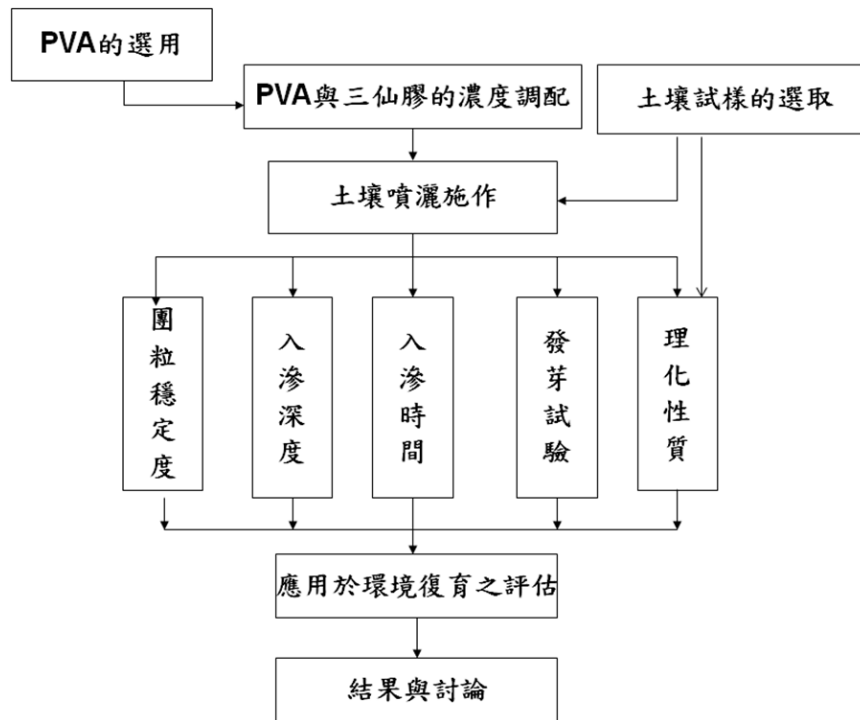 PVA的選用
PVA與三仙膠的濃度調配
土壤試樣的選取
土壤噴灑施作
團粒穩定度
入滲深度
入滲時間
發芽試驗
理化性質
應用於環境復育之評估
結果與討論